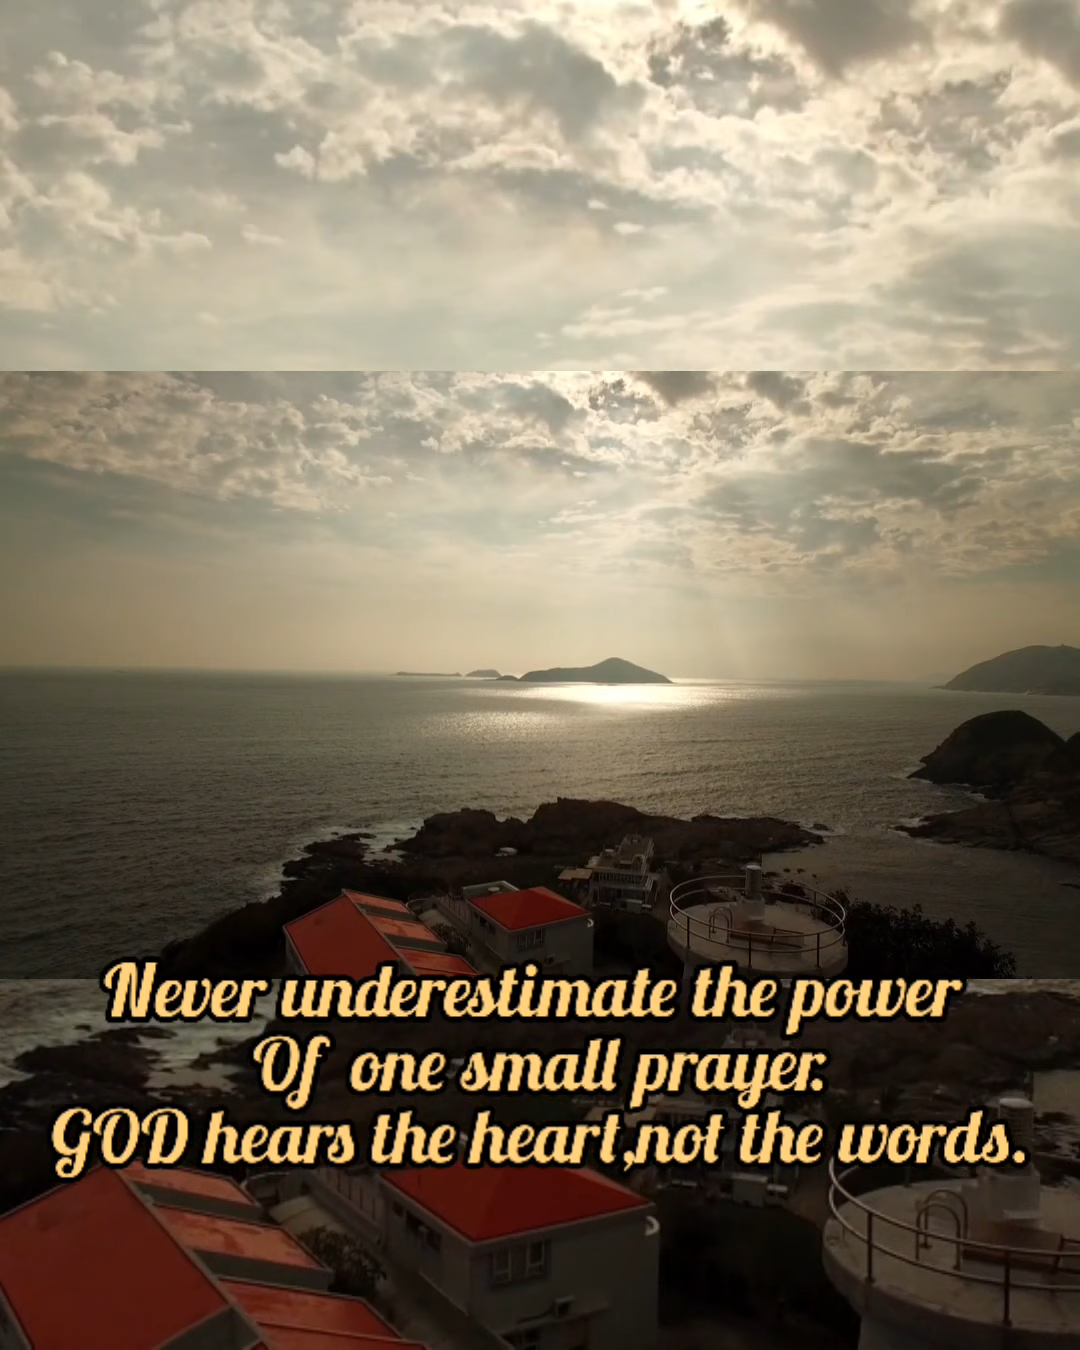 Never underestimate the power
Of one small prayer.
GOD hears the heart,not the words.